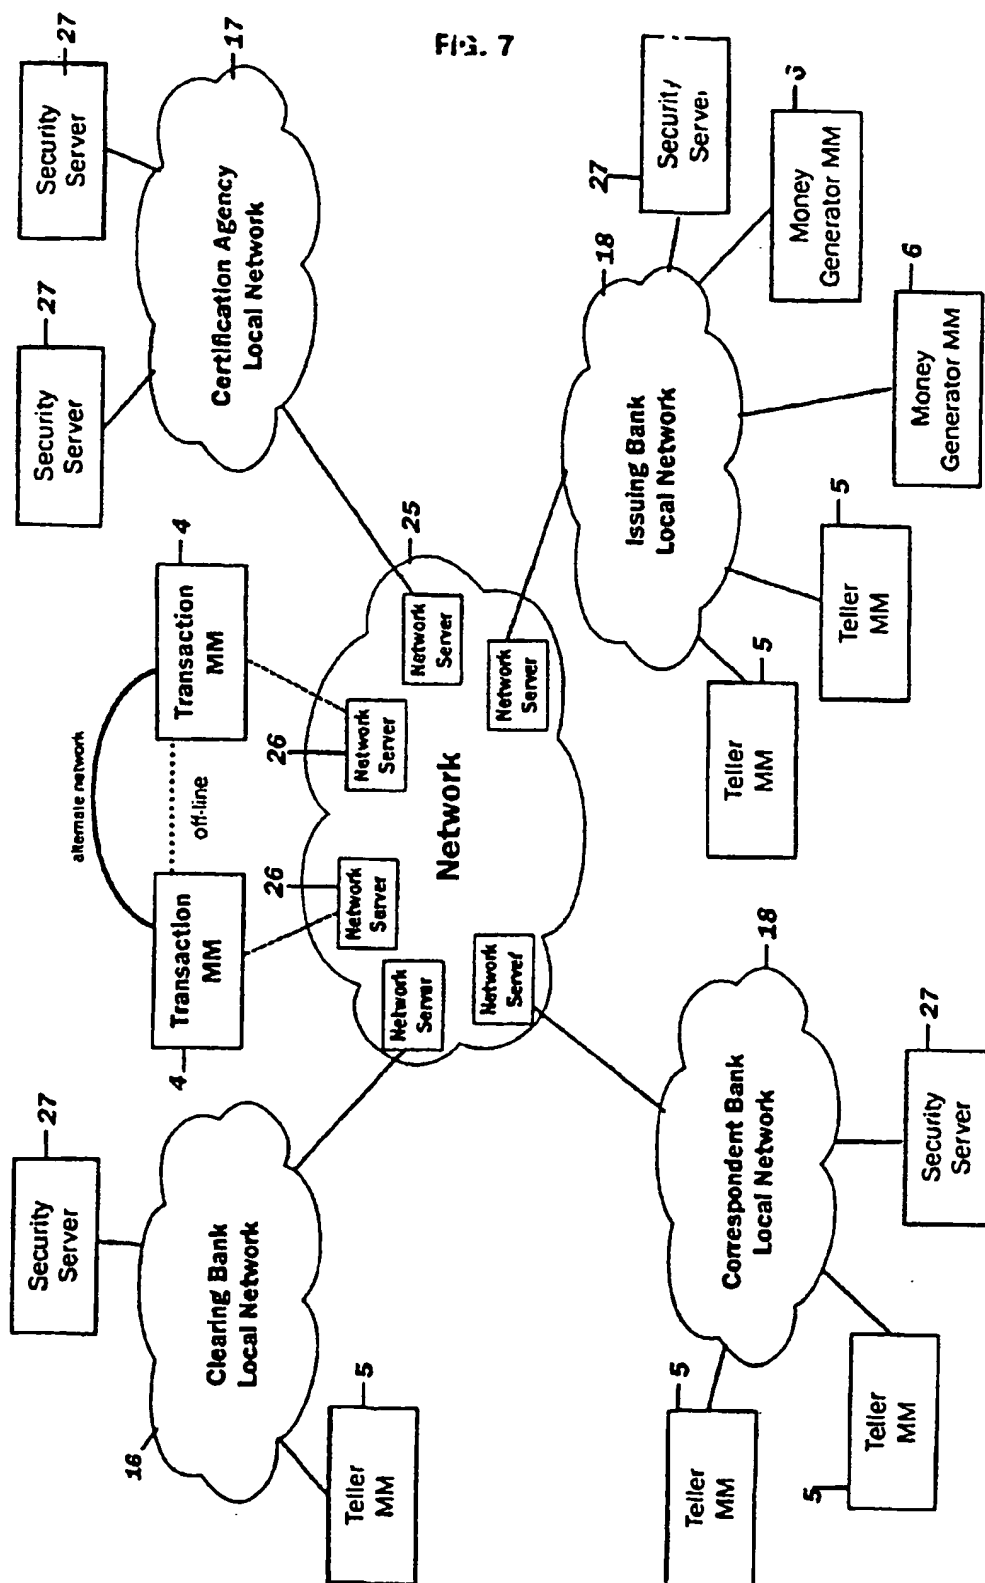 FIG. 7
Security
Server
27
Clearing Bank
Local Network
16
Teller
MM
5
alternate network
off-line
Transaction
MM
4
Transaction
MM
4
Security
Server
27
Security
Server
27
Certification Agency
Local Network
17
Network
25
Network
Server
Network
Server
26
Network
Server
26
Network
Server
Network
Server
Network
Server
Correspondent Bank
Local Network
18
Teller
MM
5
Teller
MM
5
Security
Server
27
Issuing Bank
Local Network
18
Teller
MM
5
Teller
MM
5
Money
Generator MM
6
Money
Generator MM
Security
Server
27